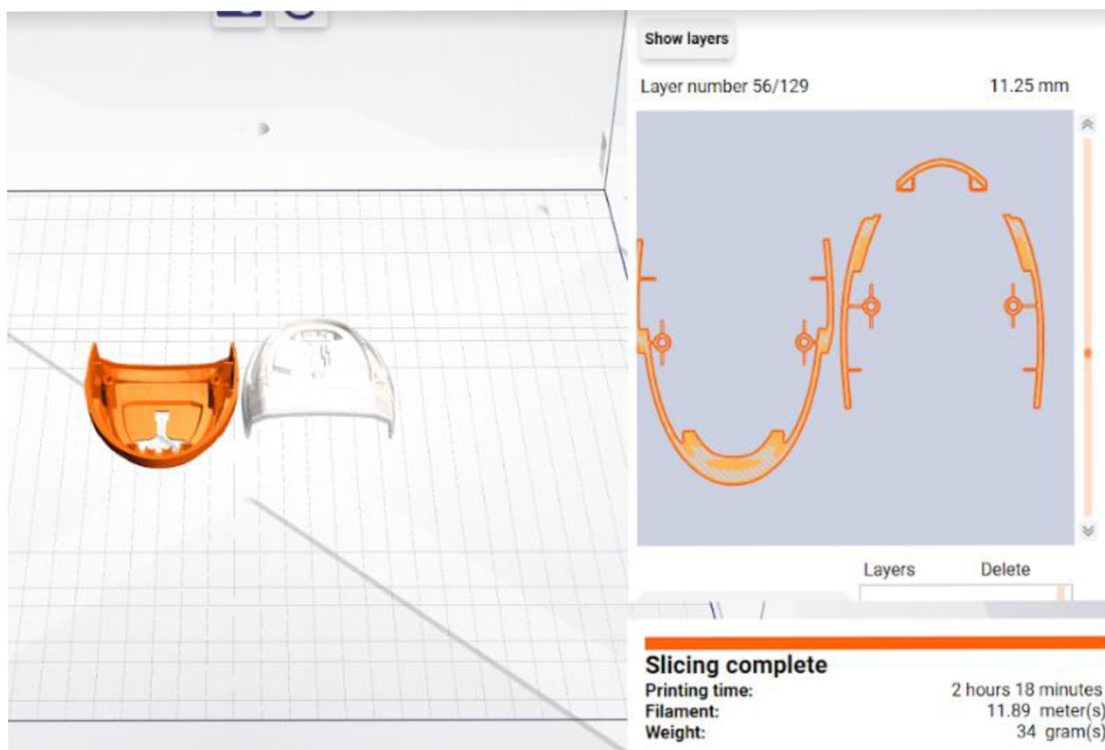 Show layers
Layer number 56/129 11.25 mm
Layers Delete
Slicing complete
Printing time: 2 hours 18 minutes
Filament: 11.89 meter(s)
Weight: 34 gram(s)